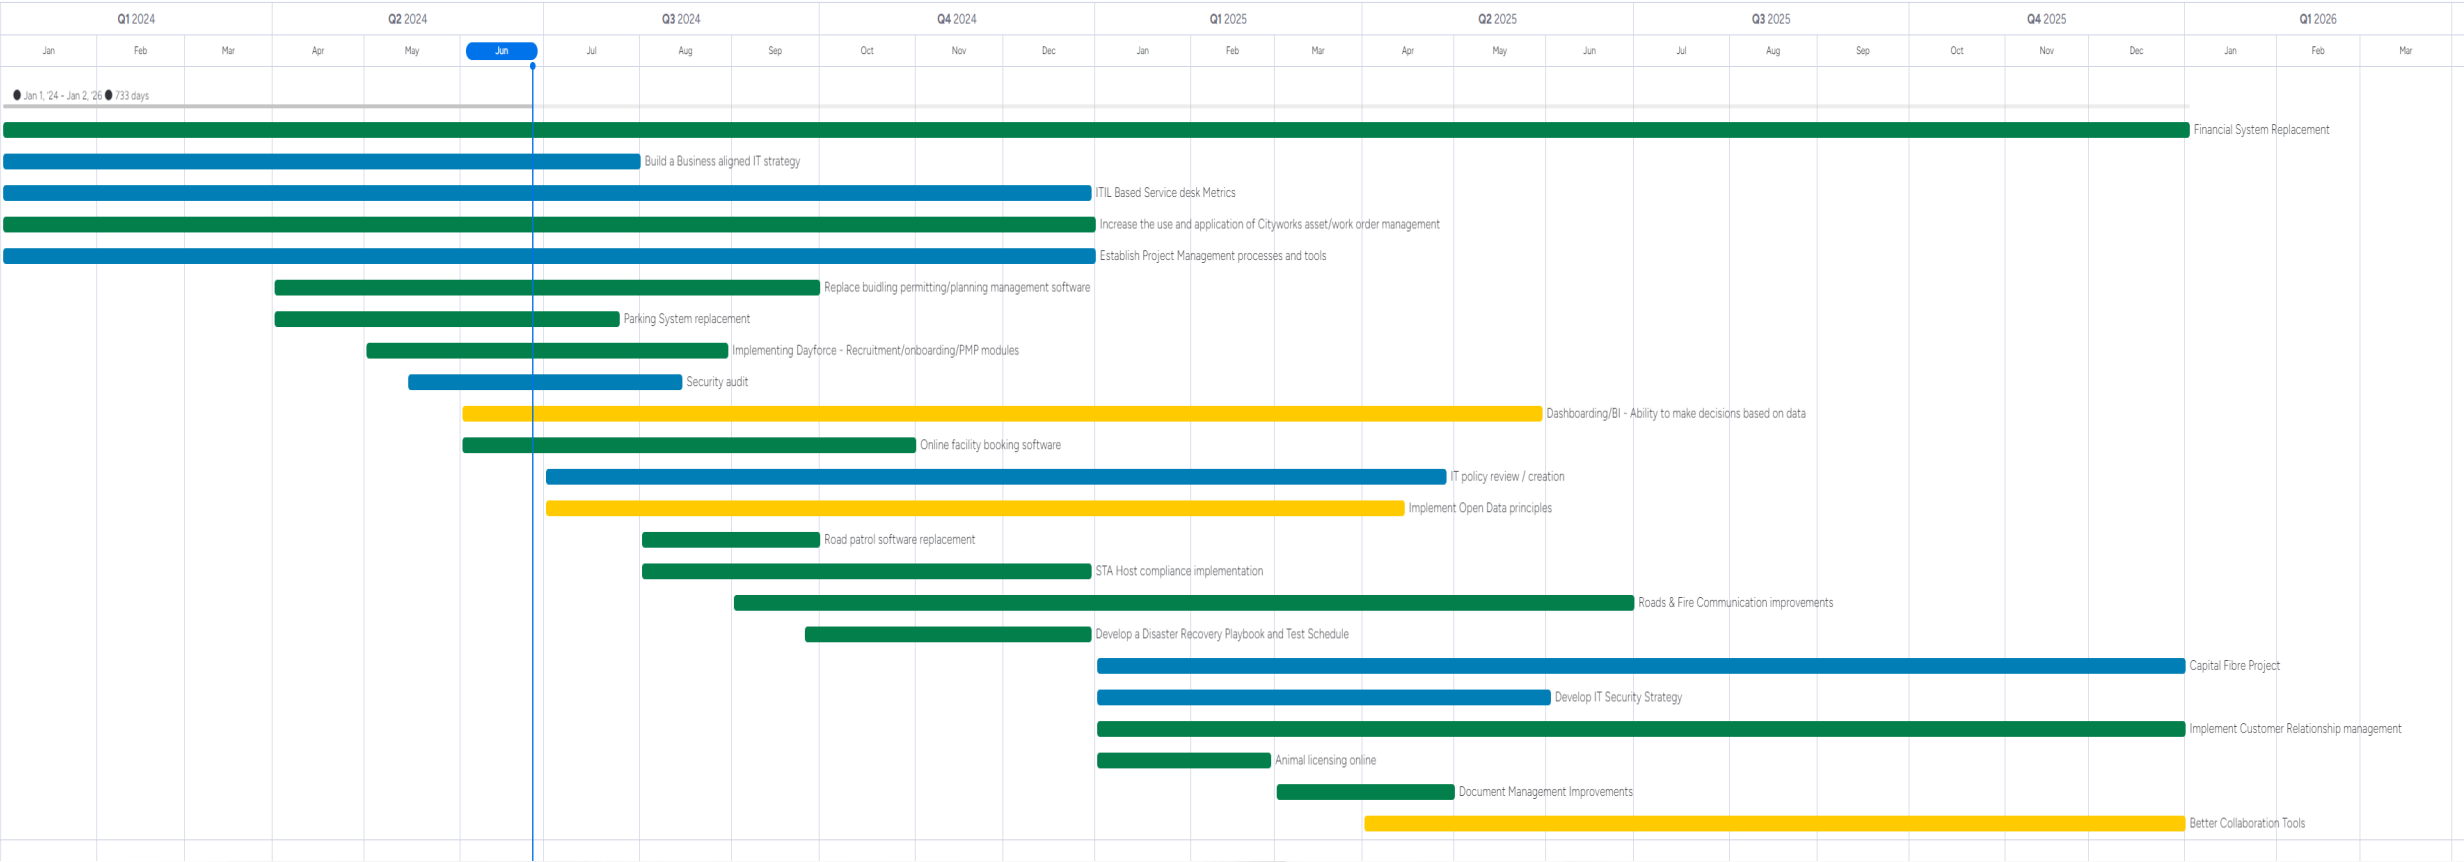 Q1 2024 Q2 2024 Q3 2024 Q4 2024 Q1 2025 Q2 2025 Q3 2025 Q4 2025 Q1 2026
Jan Feb Mar Apr May Jun Jul Aug Sep Oct Nov Dec Jan Feb Mar Apr May Jun Jul Aug Sep Oct Nov Dec Jan Feb Mar
Jan 1, '24 - Jan 2, '26 733 days
Financial System Replacement
Build a Business aligned IT strategy
ITIL Based Service desk Metrics
Increase the use and application of Cityworks asset/work order management
Establish Project Management processes and tools
Replace buidling permitting/planning management software
Parking System replacement
Implementing Dayforce - Recruitment/onboarding/PMP modules
Security audit
Dashboarding/BI - Ability to make decisions based on data
Online facility booking software
IT policy review / creation
Implement Open Data principles
Road patrol software replacement
STA Host compliance implementation
Roads & Fire Communication improvements
Develop a Disaster Recovery Playbook and Test Schedule
Capital Fibre Project
Develop IT Security Strategy
Implement Customer Relationship management
Animal licensing online
Document Management Improvements
Better Collaboration Tools